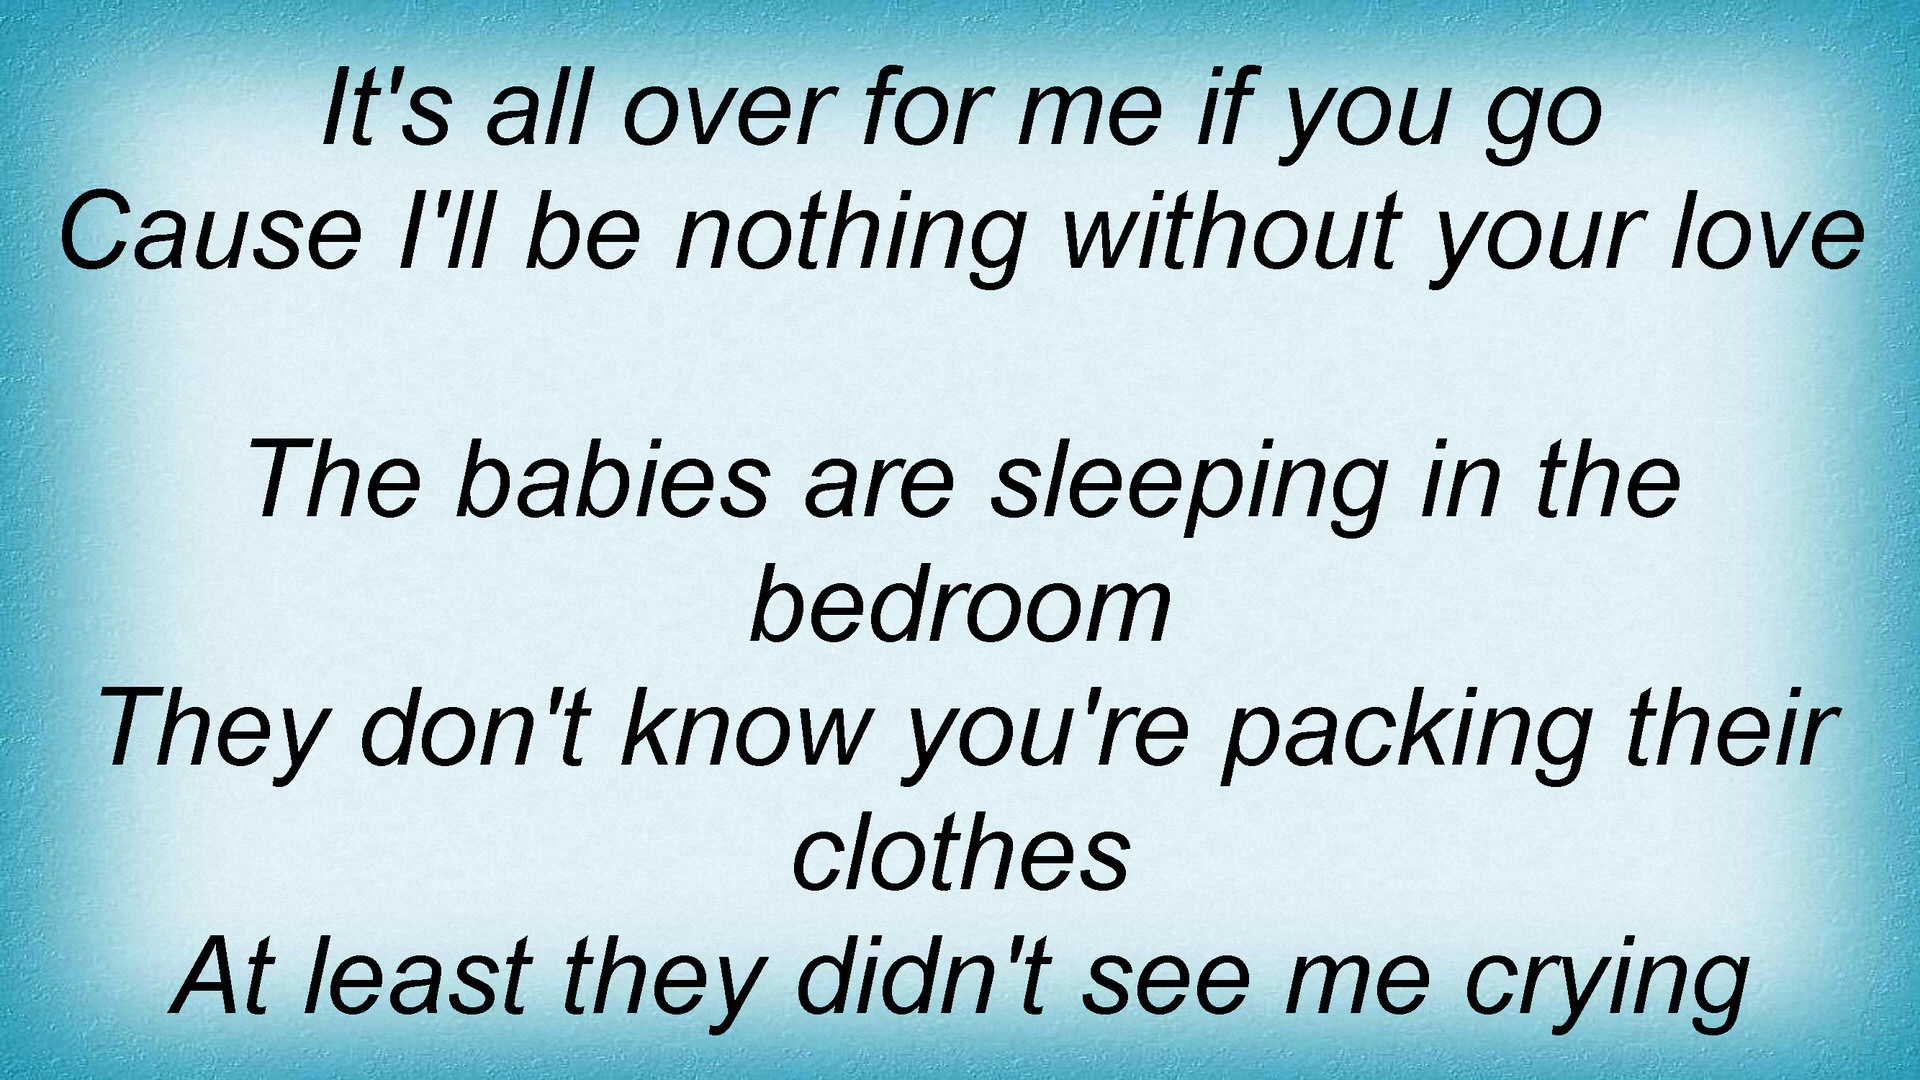 It's all over for me if you go
Cause I'll be nothing without your love
The babies are sleeping in the
bedroom
They don't know you're packing their
clothes
At least they didn't see me crying